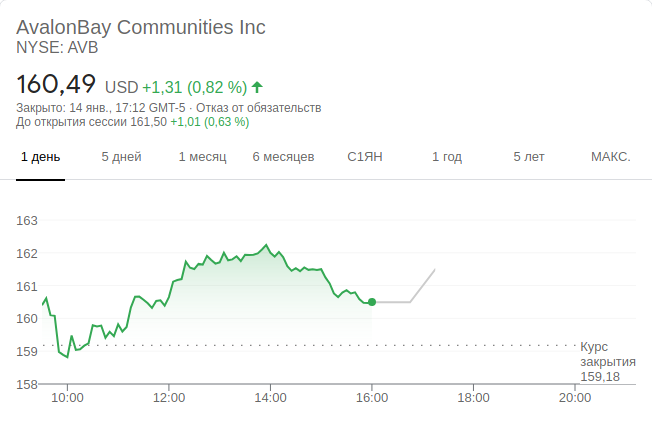 AvalonBay Communities Inc
NYSE: AVB
160,49 USD +1,31 (0,82 %)
Закрыто: 14 янв., 17:12 GMT-5 · Отказ от обязательств
До открытия сессии 161,50 +1,01 (0,63 %)
1 день 5 дней 1 месяц 6 месяцев С1ЯН 1 год 5 лет МАКС.
163
162
161
160
159
158
Курс
закрытия
159,18
10:00 12:00 14:00 16:00 18:00 20:00